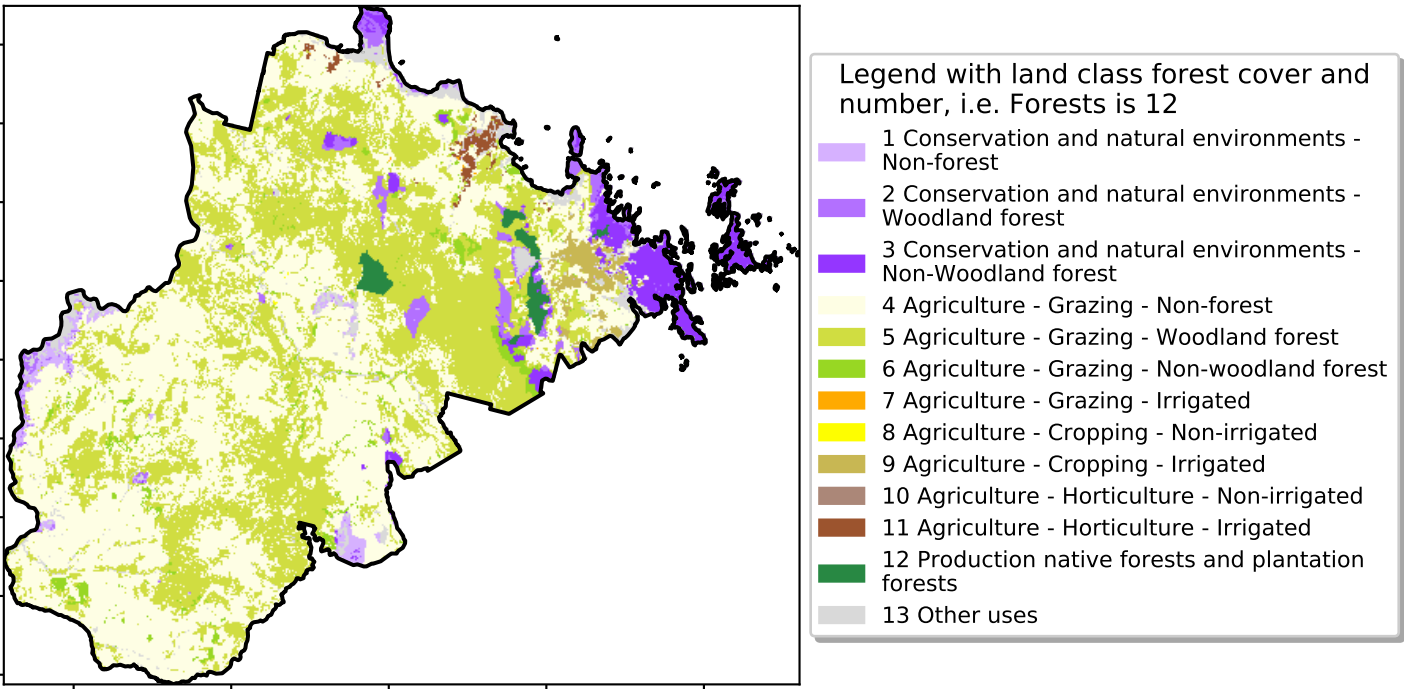 Legend with land class forest cover and
number, i.e. Forests is 12
1 Conservation and natural environments -
Non-forest
2 Conservation and natural environments -
Woodland forest
3 Conservation and natural environments -
Non-Woodland forest
4 Agriculture - Grazing - Non-forest
5 Agriculture - Grazing - Woodland forest
6 Agriculture - Grazing - Non-woodland forest
7 Agriculture - Grazing - Irrigated
8 Agriculture - Cropping - Non-irrigated
9 Agriculture - Cropping - Irrigated
10 Agriculture - Horticulture - Non-irrigated
11 Agriculture - Horticulture - Irrigated
12 Production native forests and plantation
forests
13 Other uses